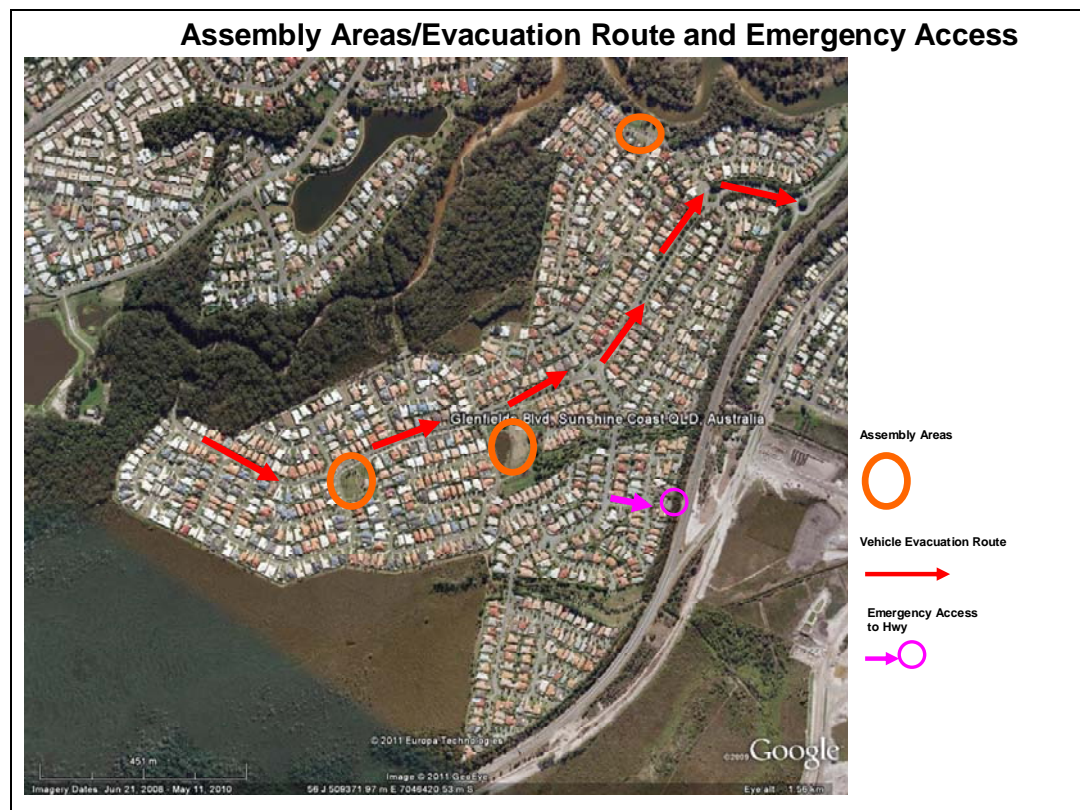 Assembly Areas/Evacuation Route and Emergency Access
Glenfields Blvd, Sunshine Coast QLD, Australia
Assembly Areas
Vehicle Evacuation Route
Emergency Access
to Hwy
© 2011 Europa Technologies
©2009 Google
451 m
Image © 2011 GeoEye
Imagery Dates: Jun 21, 2008 - May 11, 2010
56 J 509371.97 m E 7046420.53 m S
Eye alt 1.56 km